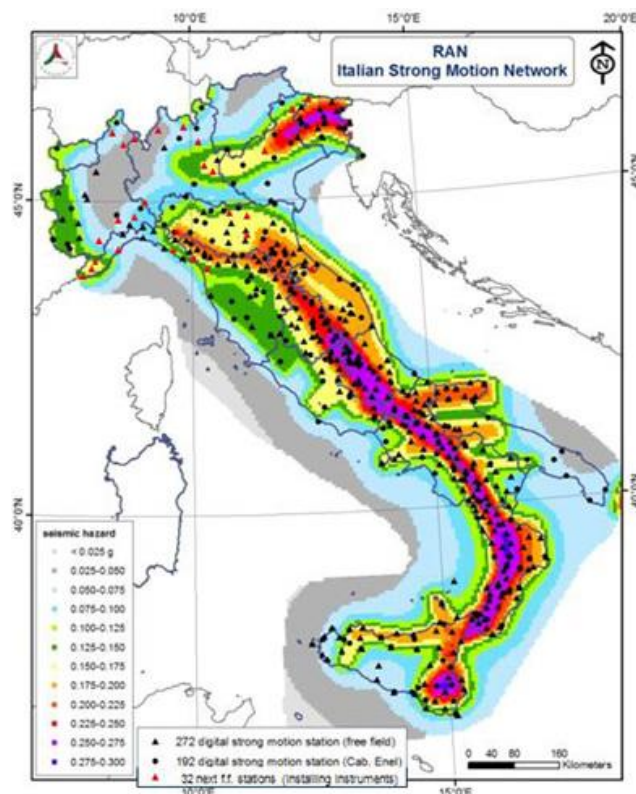 10°0'E
15°0'E
20°0'E
RAN
Italian Strong Motion Network
N
45°0'N
45°0'N
40°0'N
40°0'N
seismic hazard
< 0.025 g
0.025-0.050
0.050-0.075
0.075-0.100
0.100-0.125
0.125-0.150
0.150-0.175
0.175-0.200
0.200-0.225
0.225-0.250
0.250-0.275
0.275-0.300
272 digital strong motion station (free field)
192 digital strong motion station (Cab. Enel)
32 next f.f. stations (Installing Instruments)
0 40 80 160
Kilometers
10°0'E
15°0'E